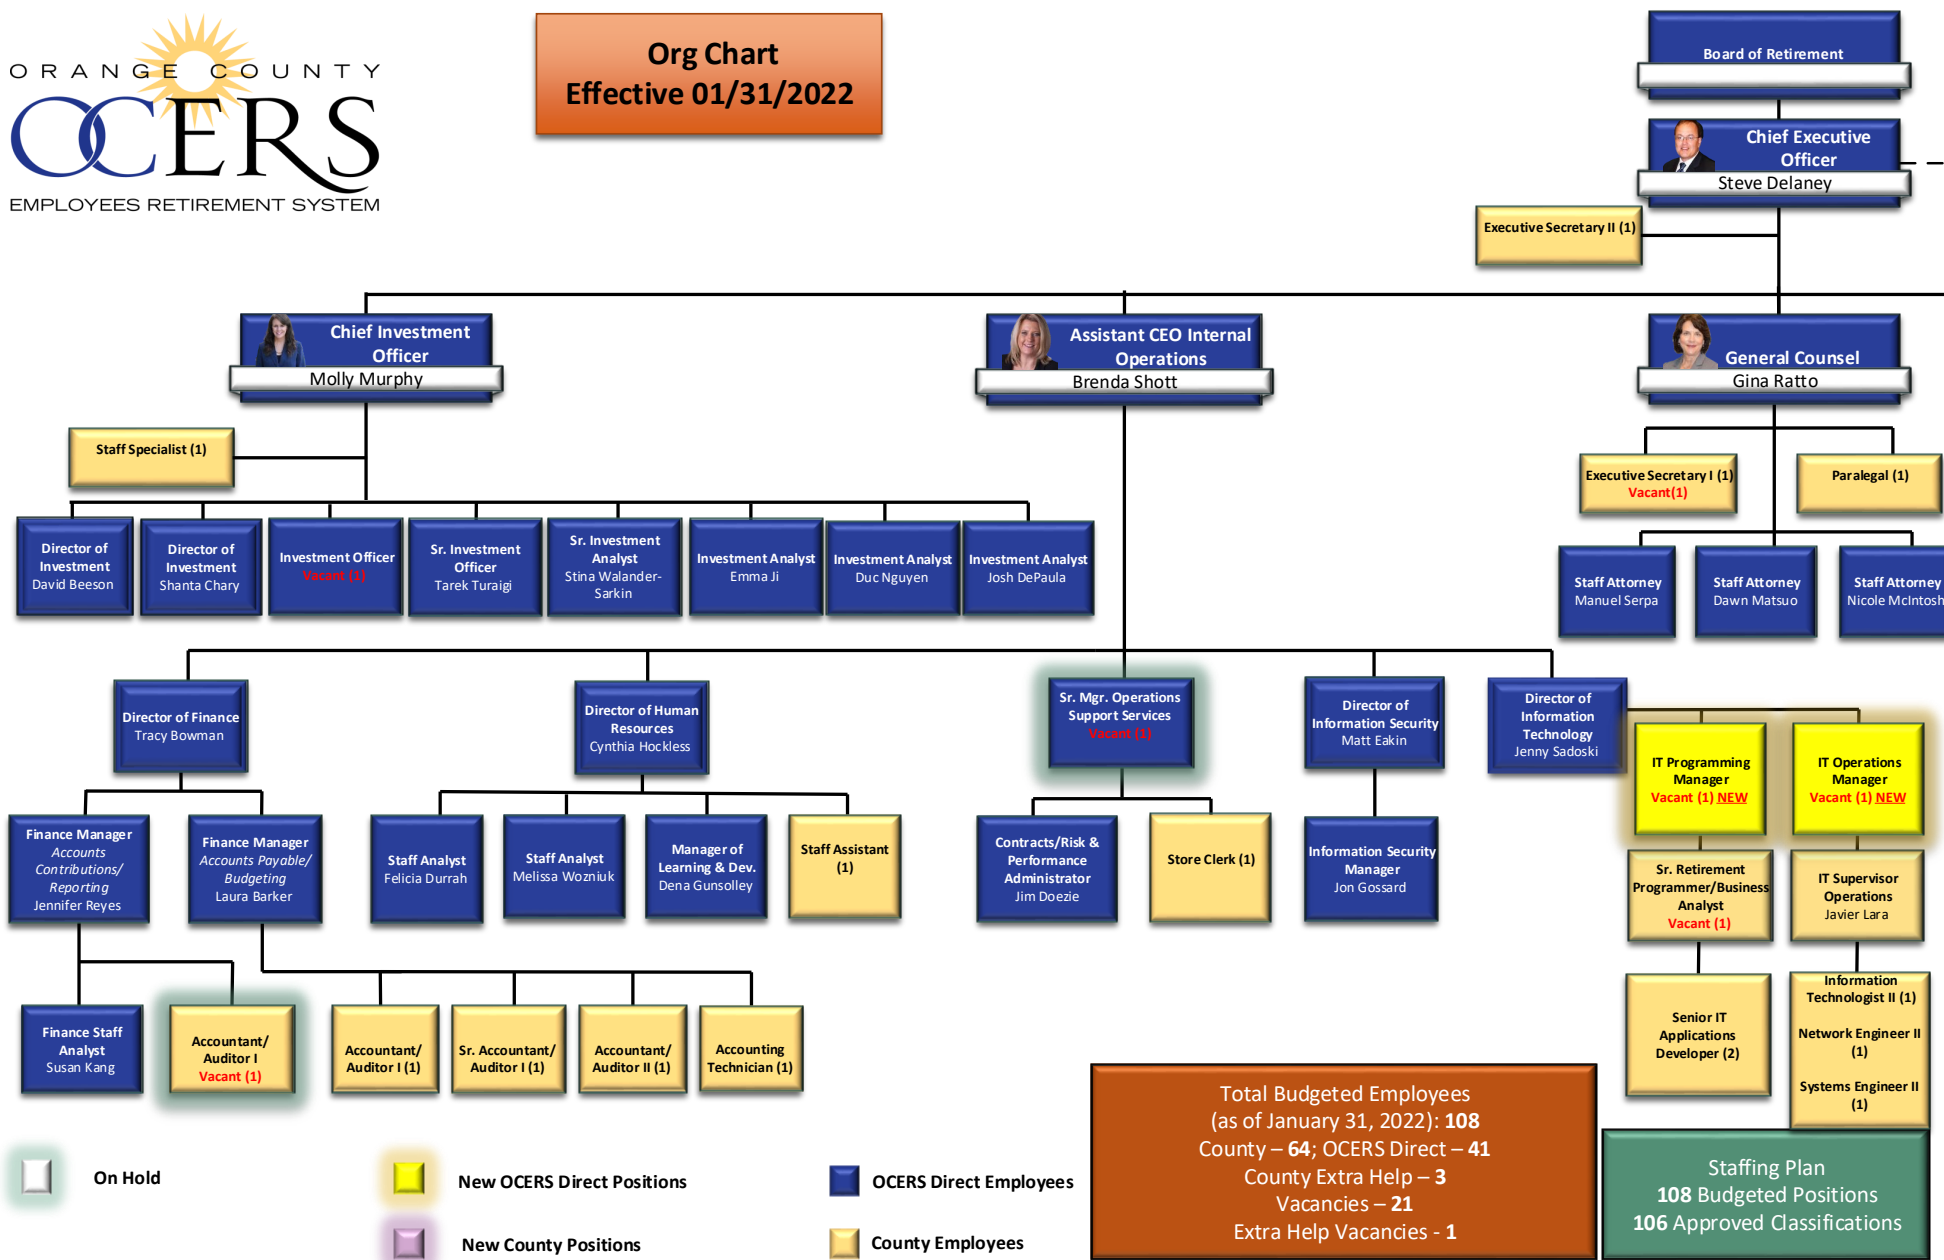 ORANGE COUNTY
OCERS
EMPLOYEES RETIREMENT SYSTEM
Org Chart
Effective 01/31/2022
Board of Retirement
Chief Executive
Officer
Steve Delaney
Executive Secretary II (1)
Chief Investment
Officer
Molly Murphy
Assistant CEO Internal
Operations
Brenda Shott
General Counsel
Gina Ratto
Staff Specialist (1)
Executive Secretary I (1)
Vacant(1)
Paralegal (1)
Director of
Investment
David Beeson
Director of
Investment
Shanta Chary
Investment Officer
Vacant (1)
Sr. Investment
Officer
Tarek Turaigi
Sr. Investment
Analyst
Stina Walander-
Sarkin
Investment Analyst
Emma Ji
Investment Analyst
Duc Nguyen
Investment Analyst
Josh DePaula
Staff Attorney
Manuel Serpa
Staff Attorney
Dawn Matsuo
Staff Attorney
Nicole McIntosh
Director of Finance
Tracy Bowman
Director of Human
Resources
Cynthia Hockless
Sr. Mgr. Operations
Support Services
Vacant (1)
Director of
Information Security
Matt Eakin
Director of
Information
Technology
Jenny Sadoski
IT Programming
Manager
Vacant (1) NEW
IT Operations
Manager
Vacant (1) NEW
Finance Manager
Accounts
Contributions/
Reporting
Jennifer Reyes
Finance Manager
Accounts Payable/
Budgeting
Laura Barker
Staff Analyst
Felicia Durrah
Staff Analyst
Melissa Wozniuk
Manager of
Learning & Dev.
Dena Gunsolley
Staff Assistant
(1)
Contracts/Risk &
Performance
Administrator
Jim Doezie
Store Clerk (1)
Information Security
Manager
Jon Gossard
Sr. Retirement
Programmer/Business
Analyst
Vacant (1)
IT Supervisor
Operations
Javier Lara
Finance Staff
Analyst
Susan Kang
Accountant/
Auditor I
Vacant (1)
Accountant/
Auditor I (1)
Sr. Accountant/
Auditor I (1)
Accountant/
Auditor II (1)
Accounting
Technician (1)
Senior IT
Applications
Developer (2)
Information
Technologist II (1)
Network Engineer II
(1)
Systems Engineer II
(1)
On Hold
New OCERS Direct Positions
New County Positions
OCERS Direct Employees
County Employees
Total Budgeted Employees
(as of January 31, 2022): 108
County – 64; OCERS Direct – 41
County Extra Help – 3
Vacancies – 21
Extra Help Vacancies - 1
Staffing Plan
108 Budgeted Positions
106 Approved Classifications